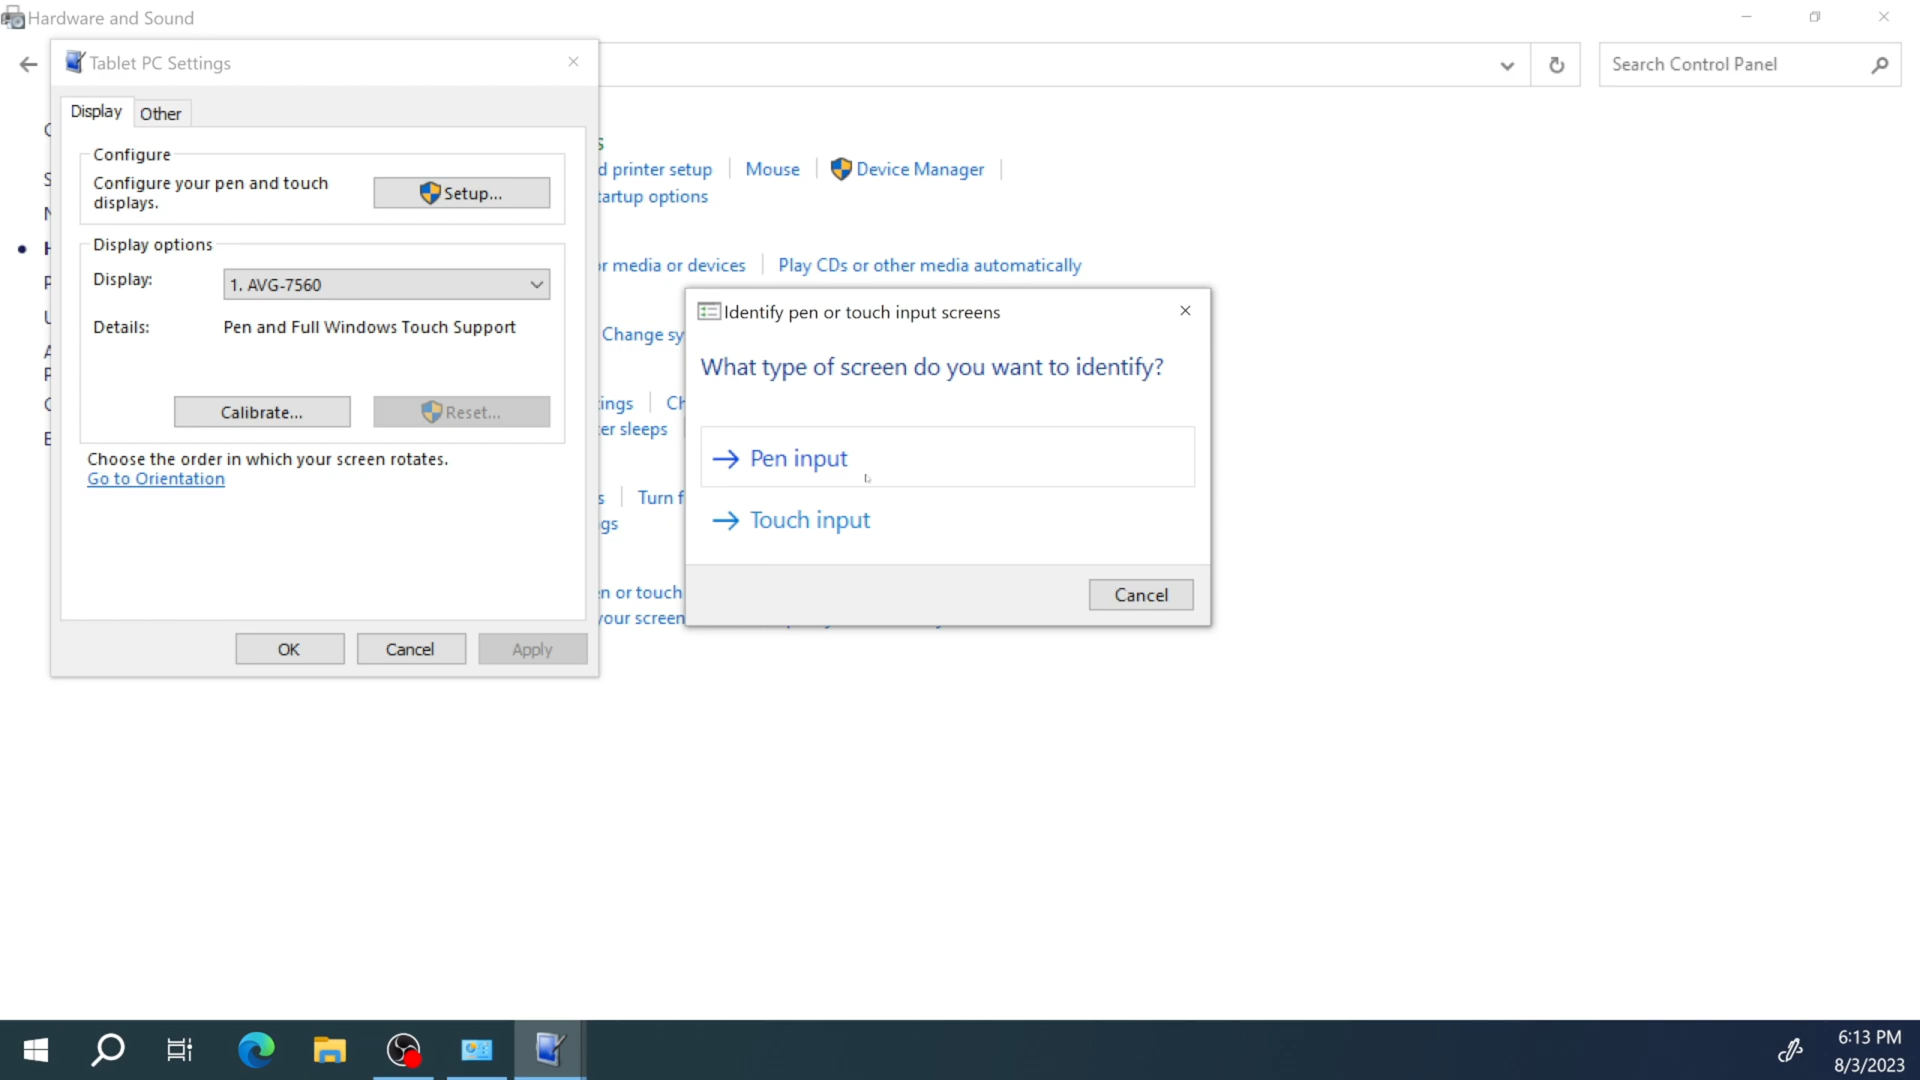 Hardware and Sound
Tablet PC Settings
Search Control Panel
Display
Other
Configure
Configure your pen and touch
displays.
Setup...
Display options
Display:
1. AVG-7560
Details:
Pen and Full Windows Touch Support
Calibrate...
Reset...
Choose the order in which your screen rotates.
Go to Orientation
OK
Cancel
Apply
d printer setup
Mouse
Device Manager
tartup options
or media or devices
Play CDs or other media automatically
Change sy
ings
Ch
er sleeps
Turn f
gs
en or touch
your screen
Identify pen or touch input screens
What type of screen do you want to identify?
Pen input
Touch input
Cancel
6:13 PM
8/3/2023